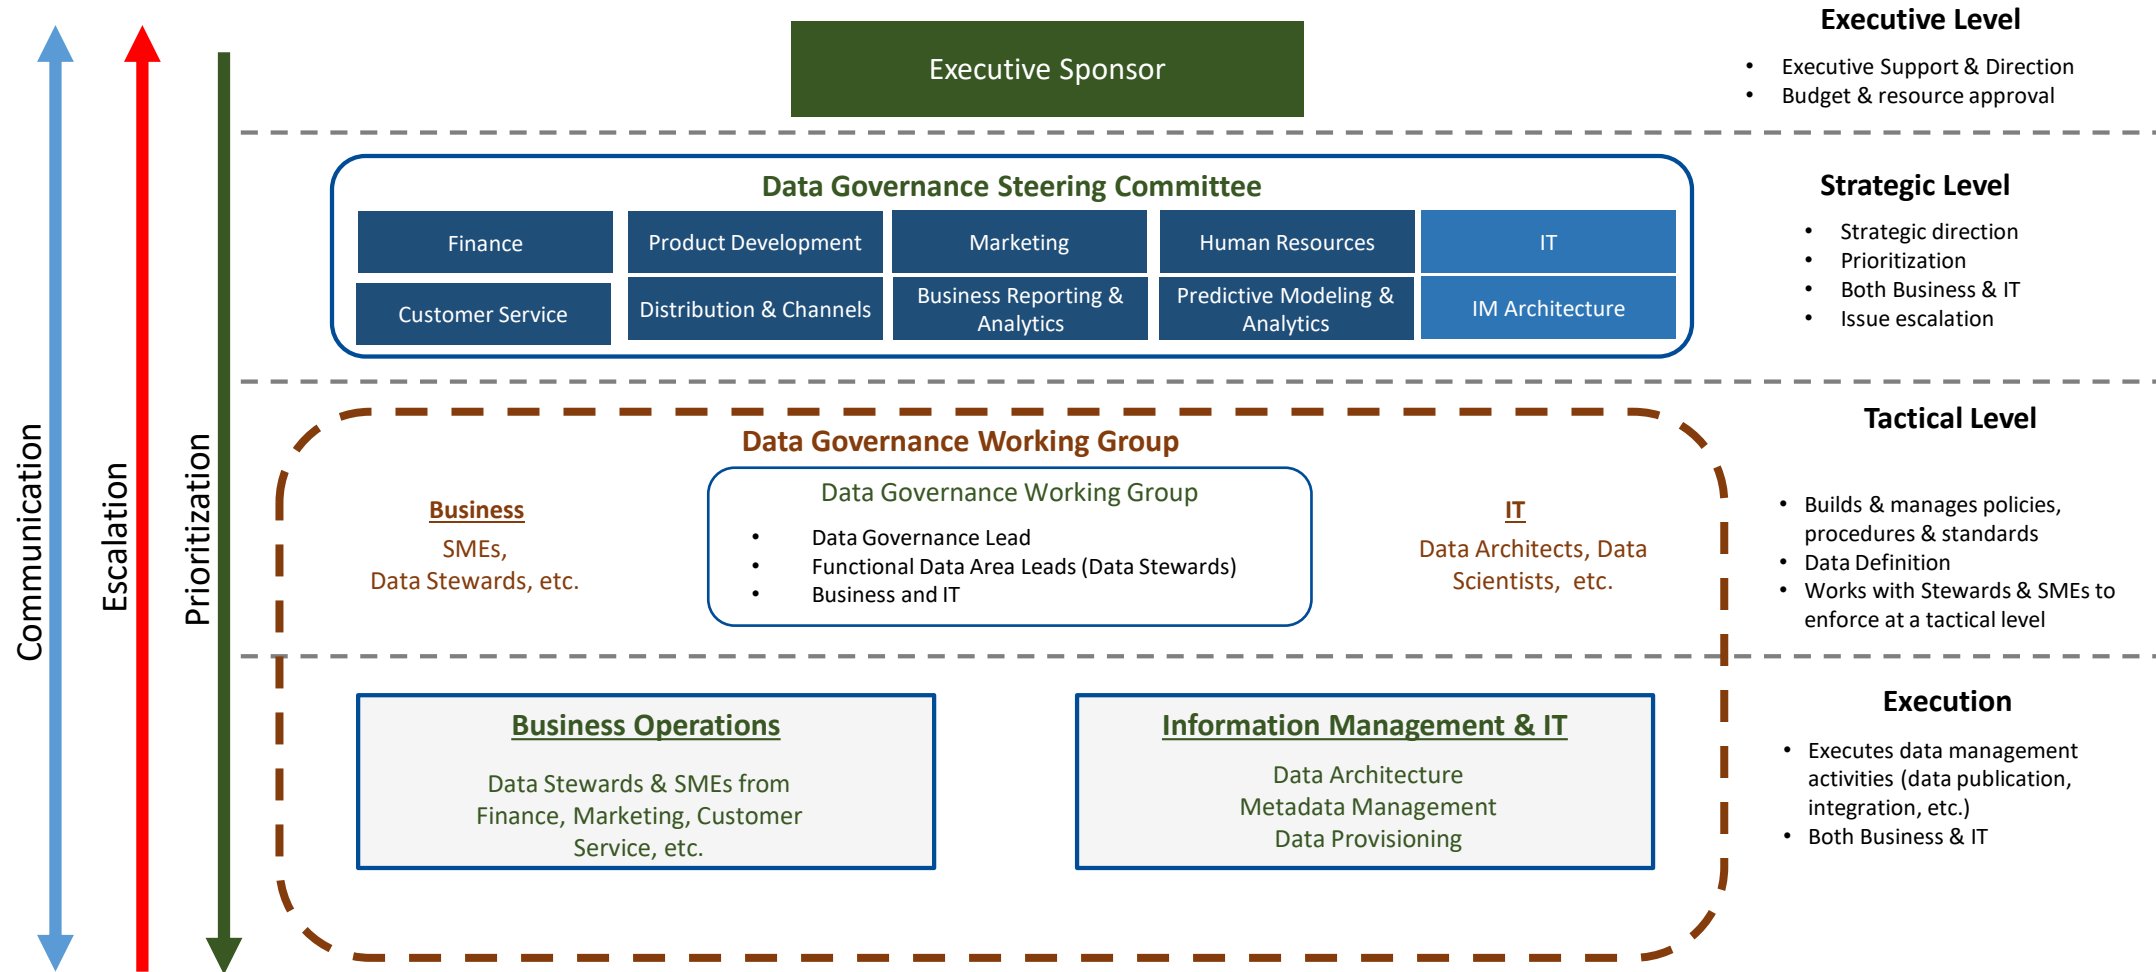 Communication
Escalation
Prioritization
Executive Sponsor
Executive Level
• Executive Support & Direction
• Budget & resource approval
Data Governance Steering Committee
Finance
Product Development
Marketing
Human Resources
IT
Customer Service
Distribution & Channels
Business Reporting &
Analytics
Predictive Modeling &
Analytics
IM Architecture
Strategic Level
• Strategic direction
• Prioritization
• Both Business & IT
• Issue escalation
Data Governance Working Group
Business
SMEs,
Data Stewards, etc.
Data Governance Working Group
• Data Governance Lead
• Functional Data Area Leads (Data Stewards)
• Business and IT
IT
Data Architects, Data
Scientists, etc.
Tactical Level
• Builds & manages policies,
procedures & standards
• Data Definition
• Works with Stewards & SMEs to
enforce at a tactical level
Business Operations
Data Stewards & SMEs from
Finance, Marketing, Customer
Service, etc.
Information Management & IT
Data Architecture
Metadata Management
Data Provisioning
Execution
• Executes data management
activities (data publication,
integration, etc.)
• Both Business & IT